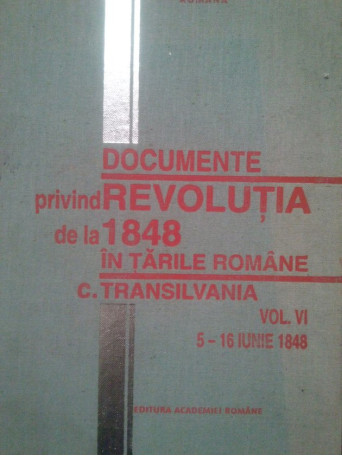 ROMÂNĂ
DOCUMENTE
privind REVOLUȚIA
de la 1848
ÎN ȚĂRILE ROMÂNE
C. TRANSILVANIA
VOL. VI
5 – 16 IUNIE 1848
EDITURA ACADEMIEI ROMÂNE